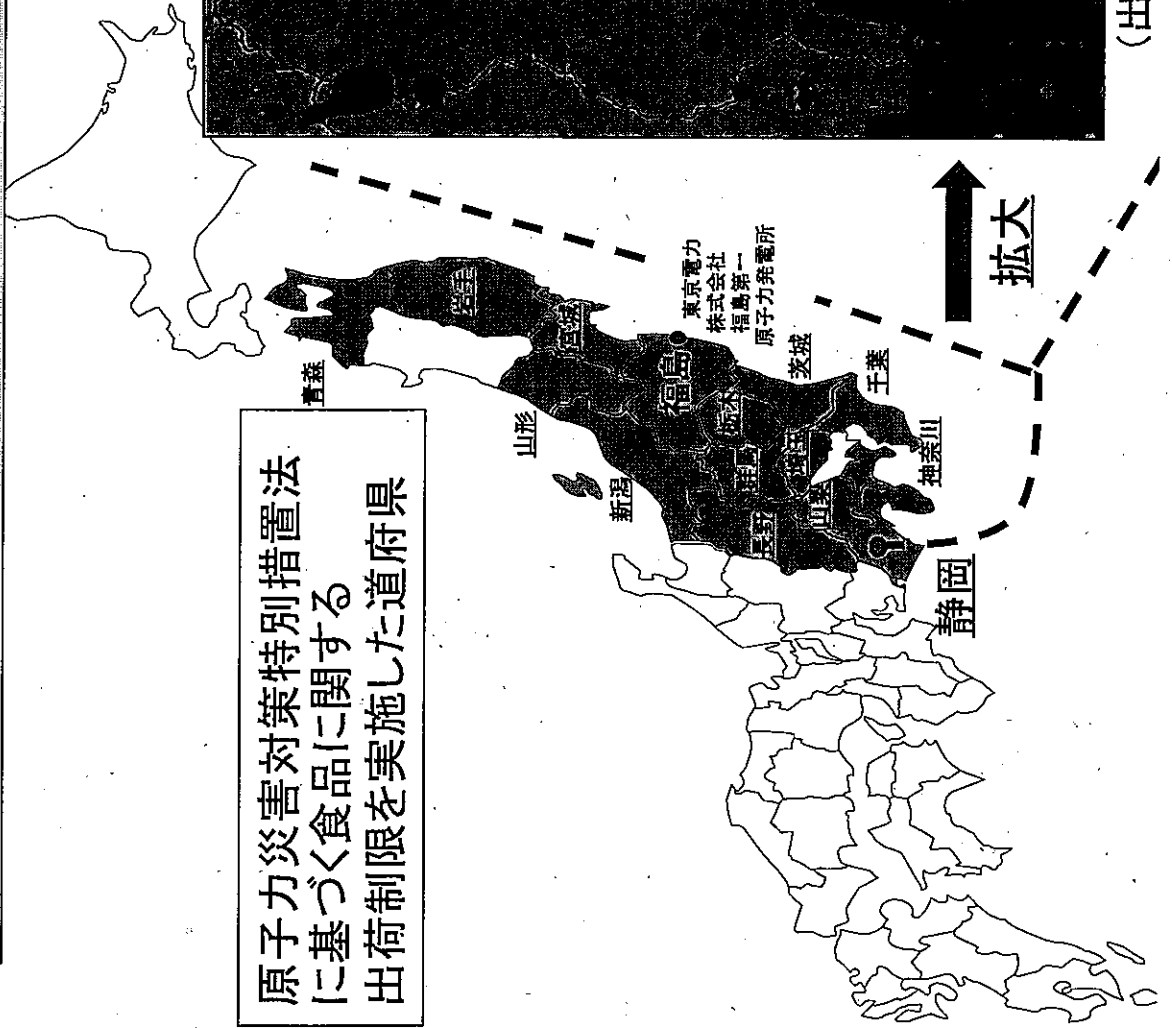 原子力災害対策特別措置法
に基づく食品に関する
出荷制限を実施した道府県
青森
岩手
宮城
山形
福島
新潟
栃木
群馬
茨城
埼玉
千葉
長野
山梨
神奈川
静岡
東京電力
株式会社
福島第一
原子力発電所
拡大
(出